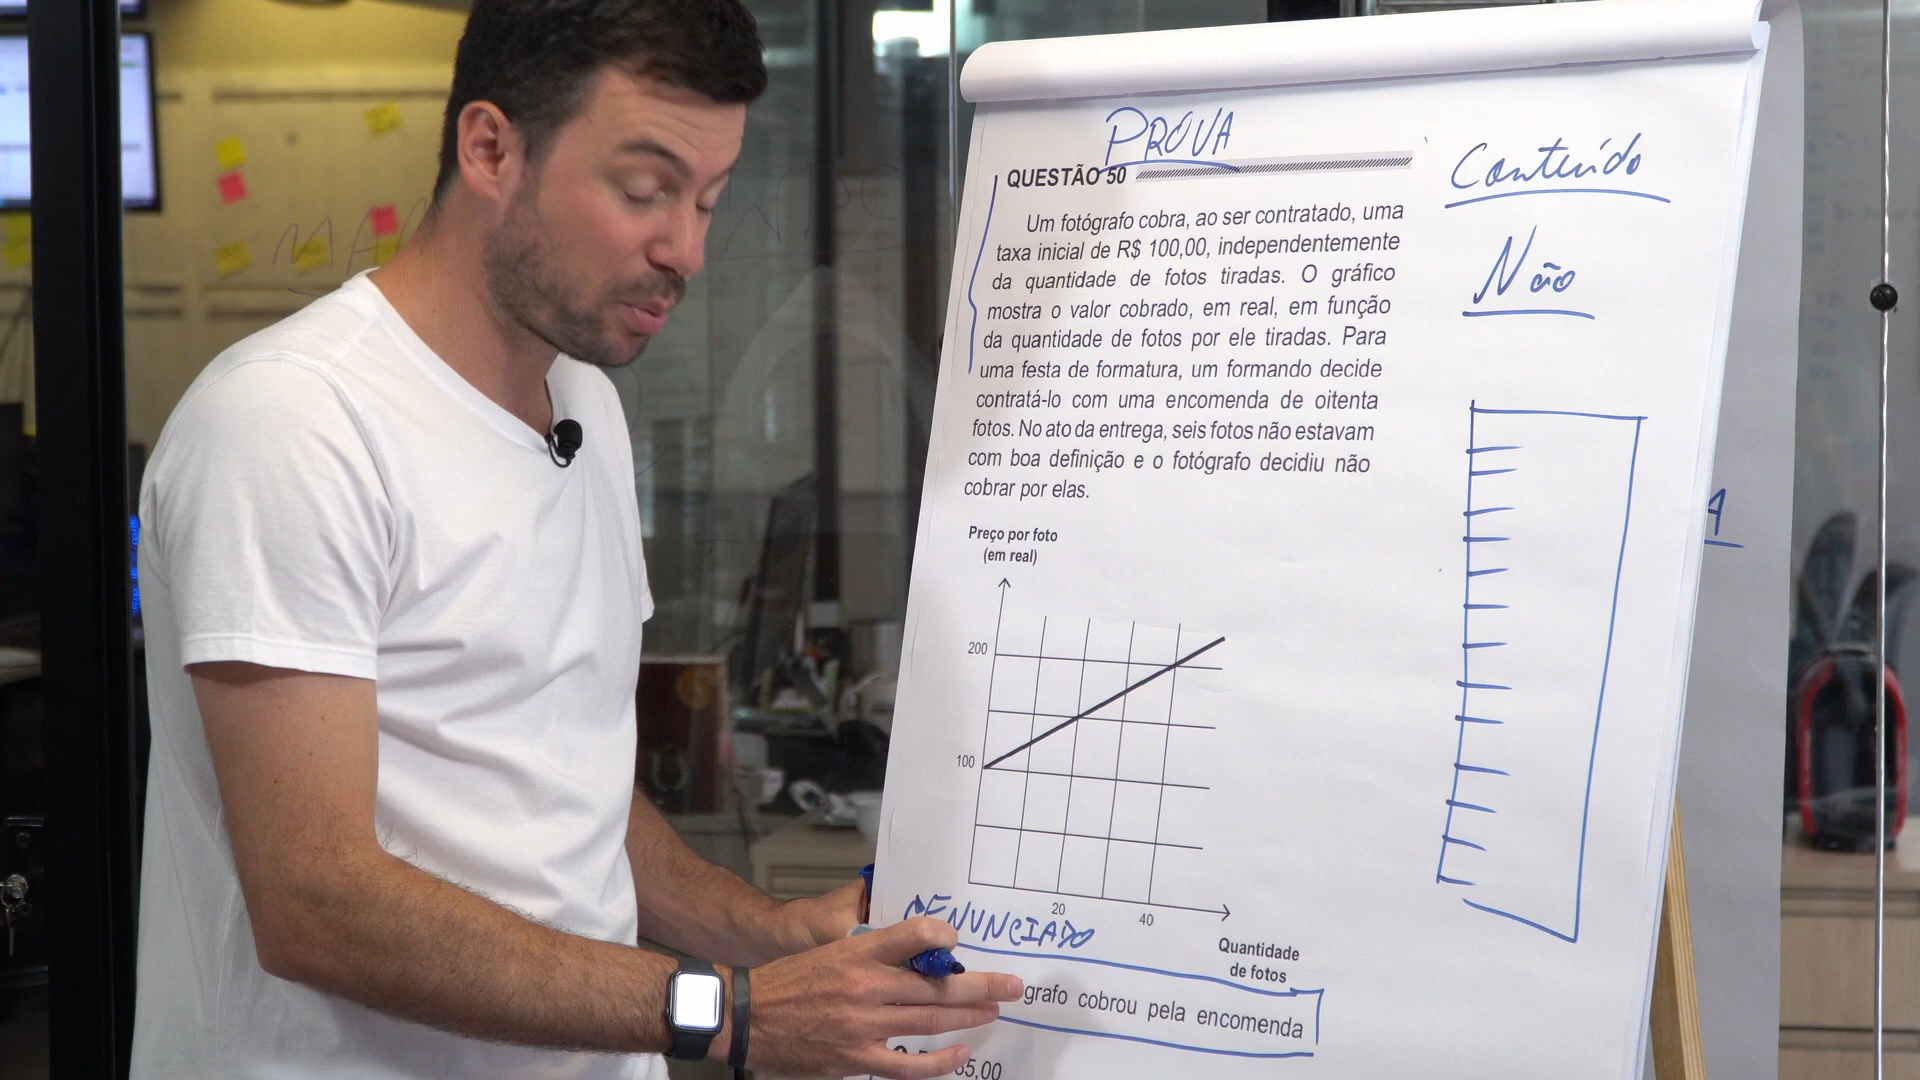 PROVA
QUESTÃO 50
Um fotógrafo cobra, ao ser contratado, uma
taxa inicial de R$ 100,00, independentemente
da quantidade de fotos tiradas. O gráfico
mostra o valor cobrado, em real, em função
da quantidade de fotos por ele tiradas. Para
uma festa de formatura, um formando decide
contratá-lo com uma encomenda de oitenta
fotos. No ato da entrega, seis fotos não estavam
com boa definição e o fotógrafo decidiu não
cobrar por elas.
Preço por foto
(em real)
200
100
20
40
Quantidade
de fotos
ENUNCIADO
grafo cobrou pela encomenda
5,00
Conteúdo
Não
A